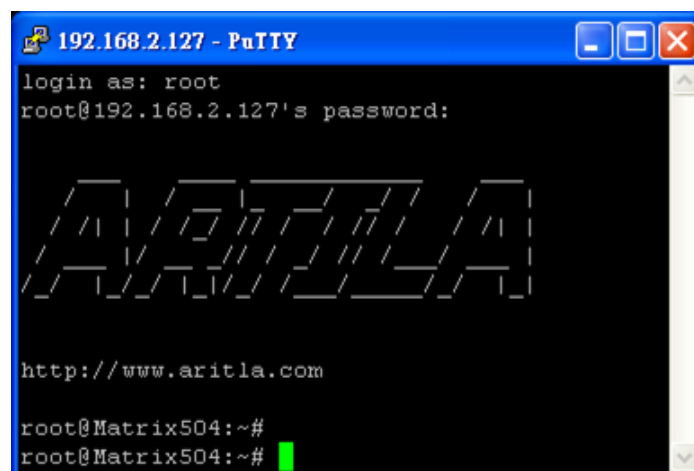 192.168.2.127 - PuTTY
login as: root
root@192.168.2.127's password:
ARTILA
http://www.aritla.com
root@Matrix504:~#
root@Matrix504:~#